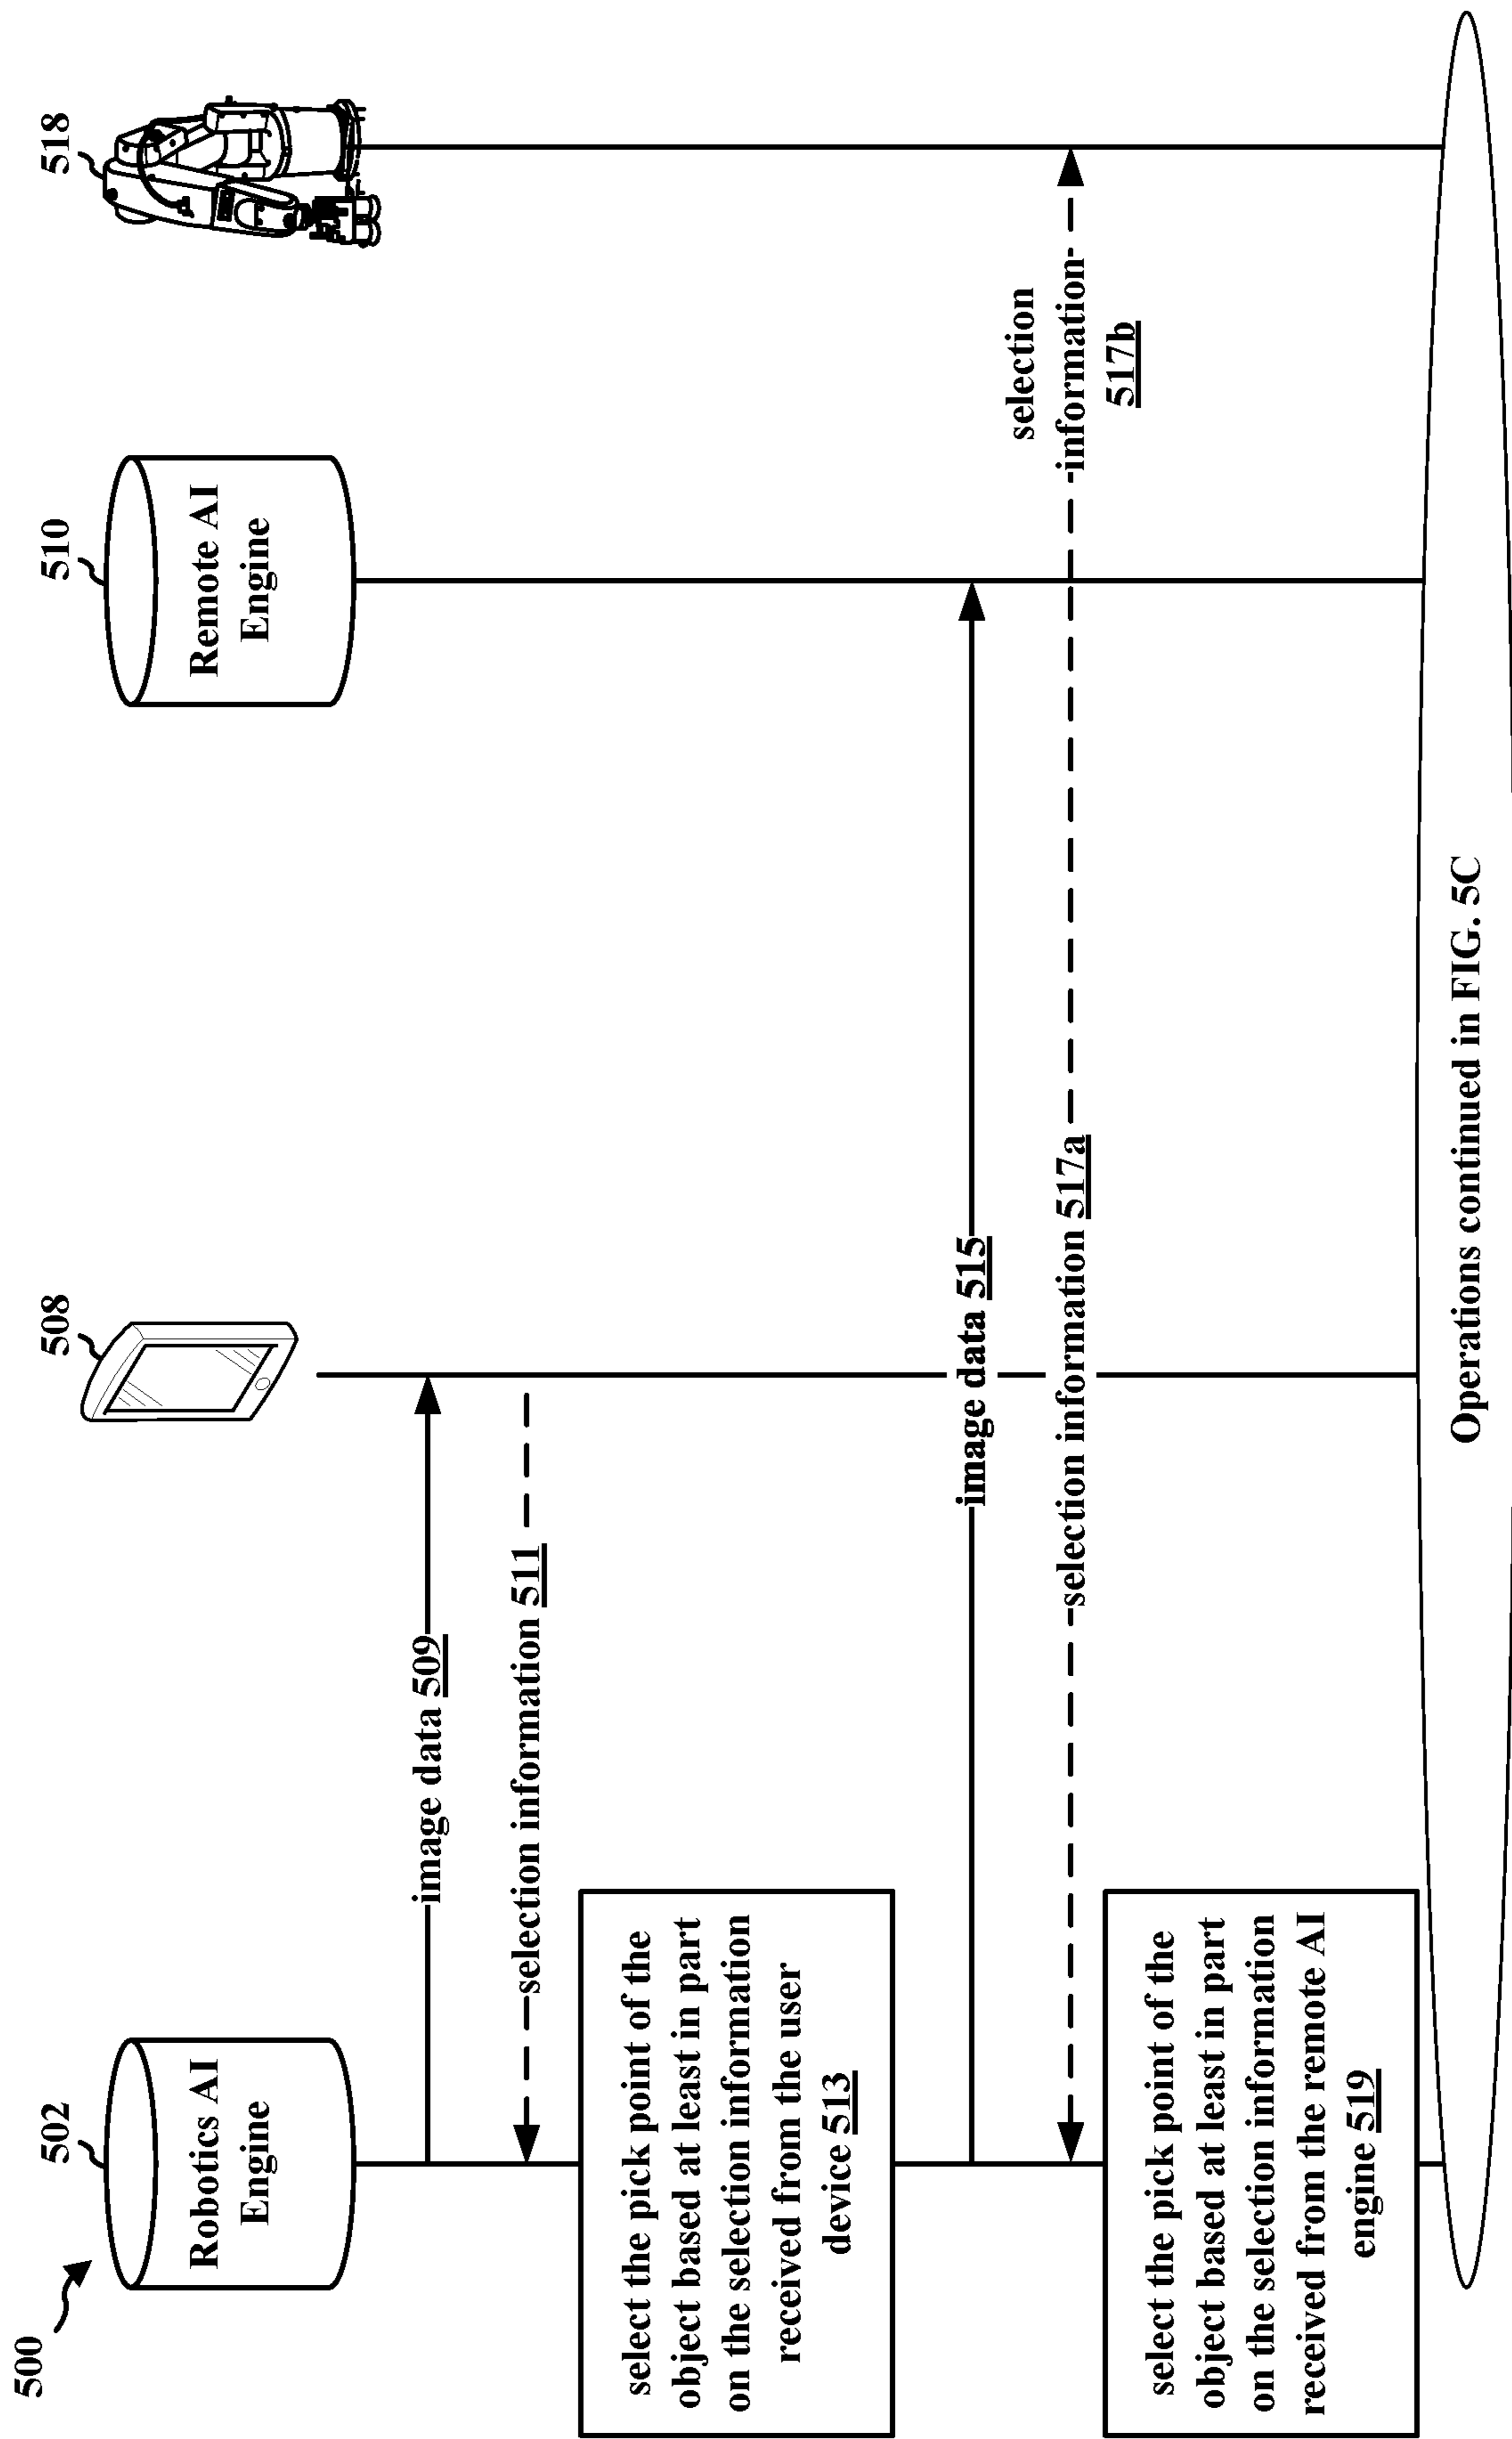 500
502
508
510
518
Robotics AI
Engine
Remote AI
Engine
image data 509
selection information 511
select the pick point of the
object based at least in part
on the selection information
received from the user
device 513
image data 515
selection information 517a
selection
information
517b
select the pick point of the
object based at least in part
on the selection information
received from the remote AI
engine 519
Operations continued in FIG. 5C